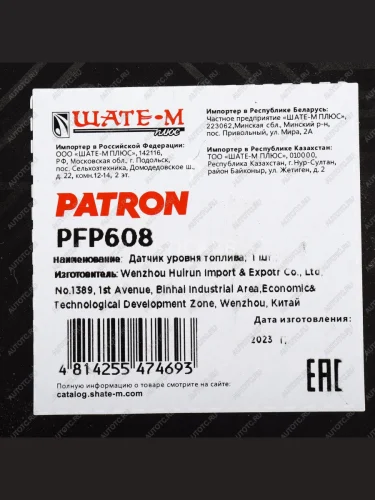 ШАТЕ-М
ПЛЮС
Импортер в Российской Федерации:
ООО «ШАТЕ-М ПЛЮС», 142116,
РФ, Московская обл., г. Подольск,
пос. Сельхозтехника, Домодедовское ш.,
д. 22, комн.12-14, 2 эт.
Импортер в Республике Беларусь:
Частное предприятие «ШАТЕ-М ПЛЮС»,
223062,Минская обл., Минский р-н,
пос. Привольный, ул. Мира, 2А
Импортер в Республике Казахстан:
ТОО «ШАТЕ-М ПЛЮС», 010000,
Республика Казахстан, г.Нур-Султан,
район Байконыр, ул. Жетиген, д. 2
PATRON
PFP608
Наименование: Датчик уровня топлива, 1 шт
Изготовитель: Wenzhou Huirun Import & Expotr Co., Ltd,
No.1389, 1st Avenue, Binhai Industrial Area,Economic&
Technological Development Zone, Wenzhou, Китай
Дата изготовления:
2023 г,
4 814255 474693
EAC
Полную информацию о товаре смотрите на сайте
catalog.shate-m.com